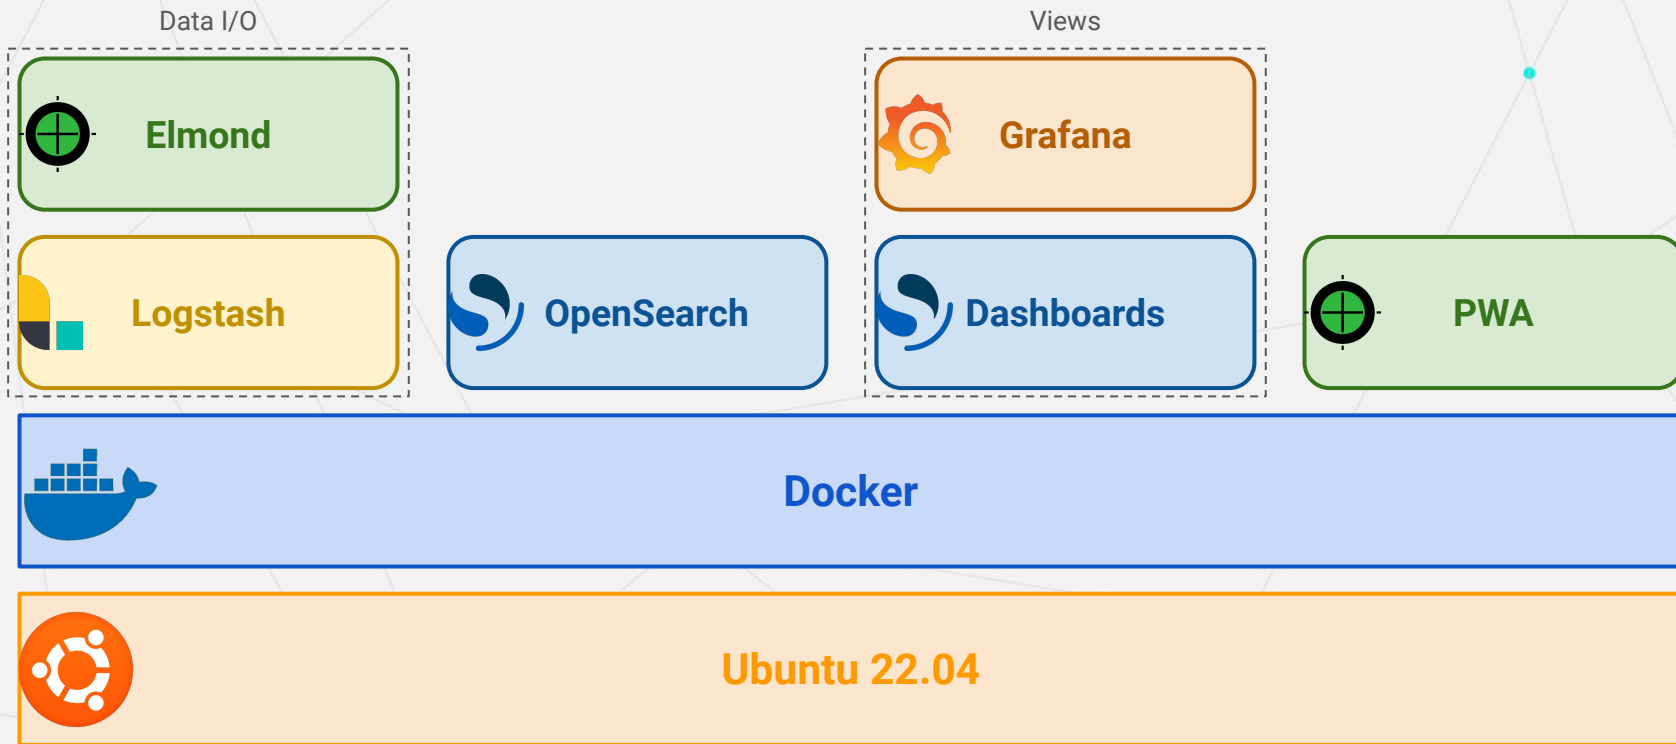 Data I/O
Views
Elmond
Grafana
Logstash
OpenSearch
Dashboards
PWA
Docker
Ubuntu 22.04